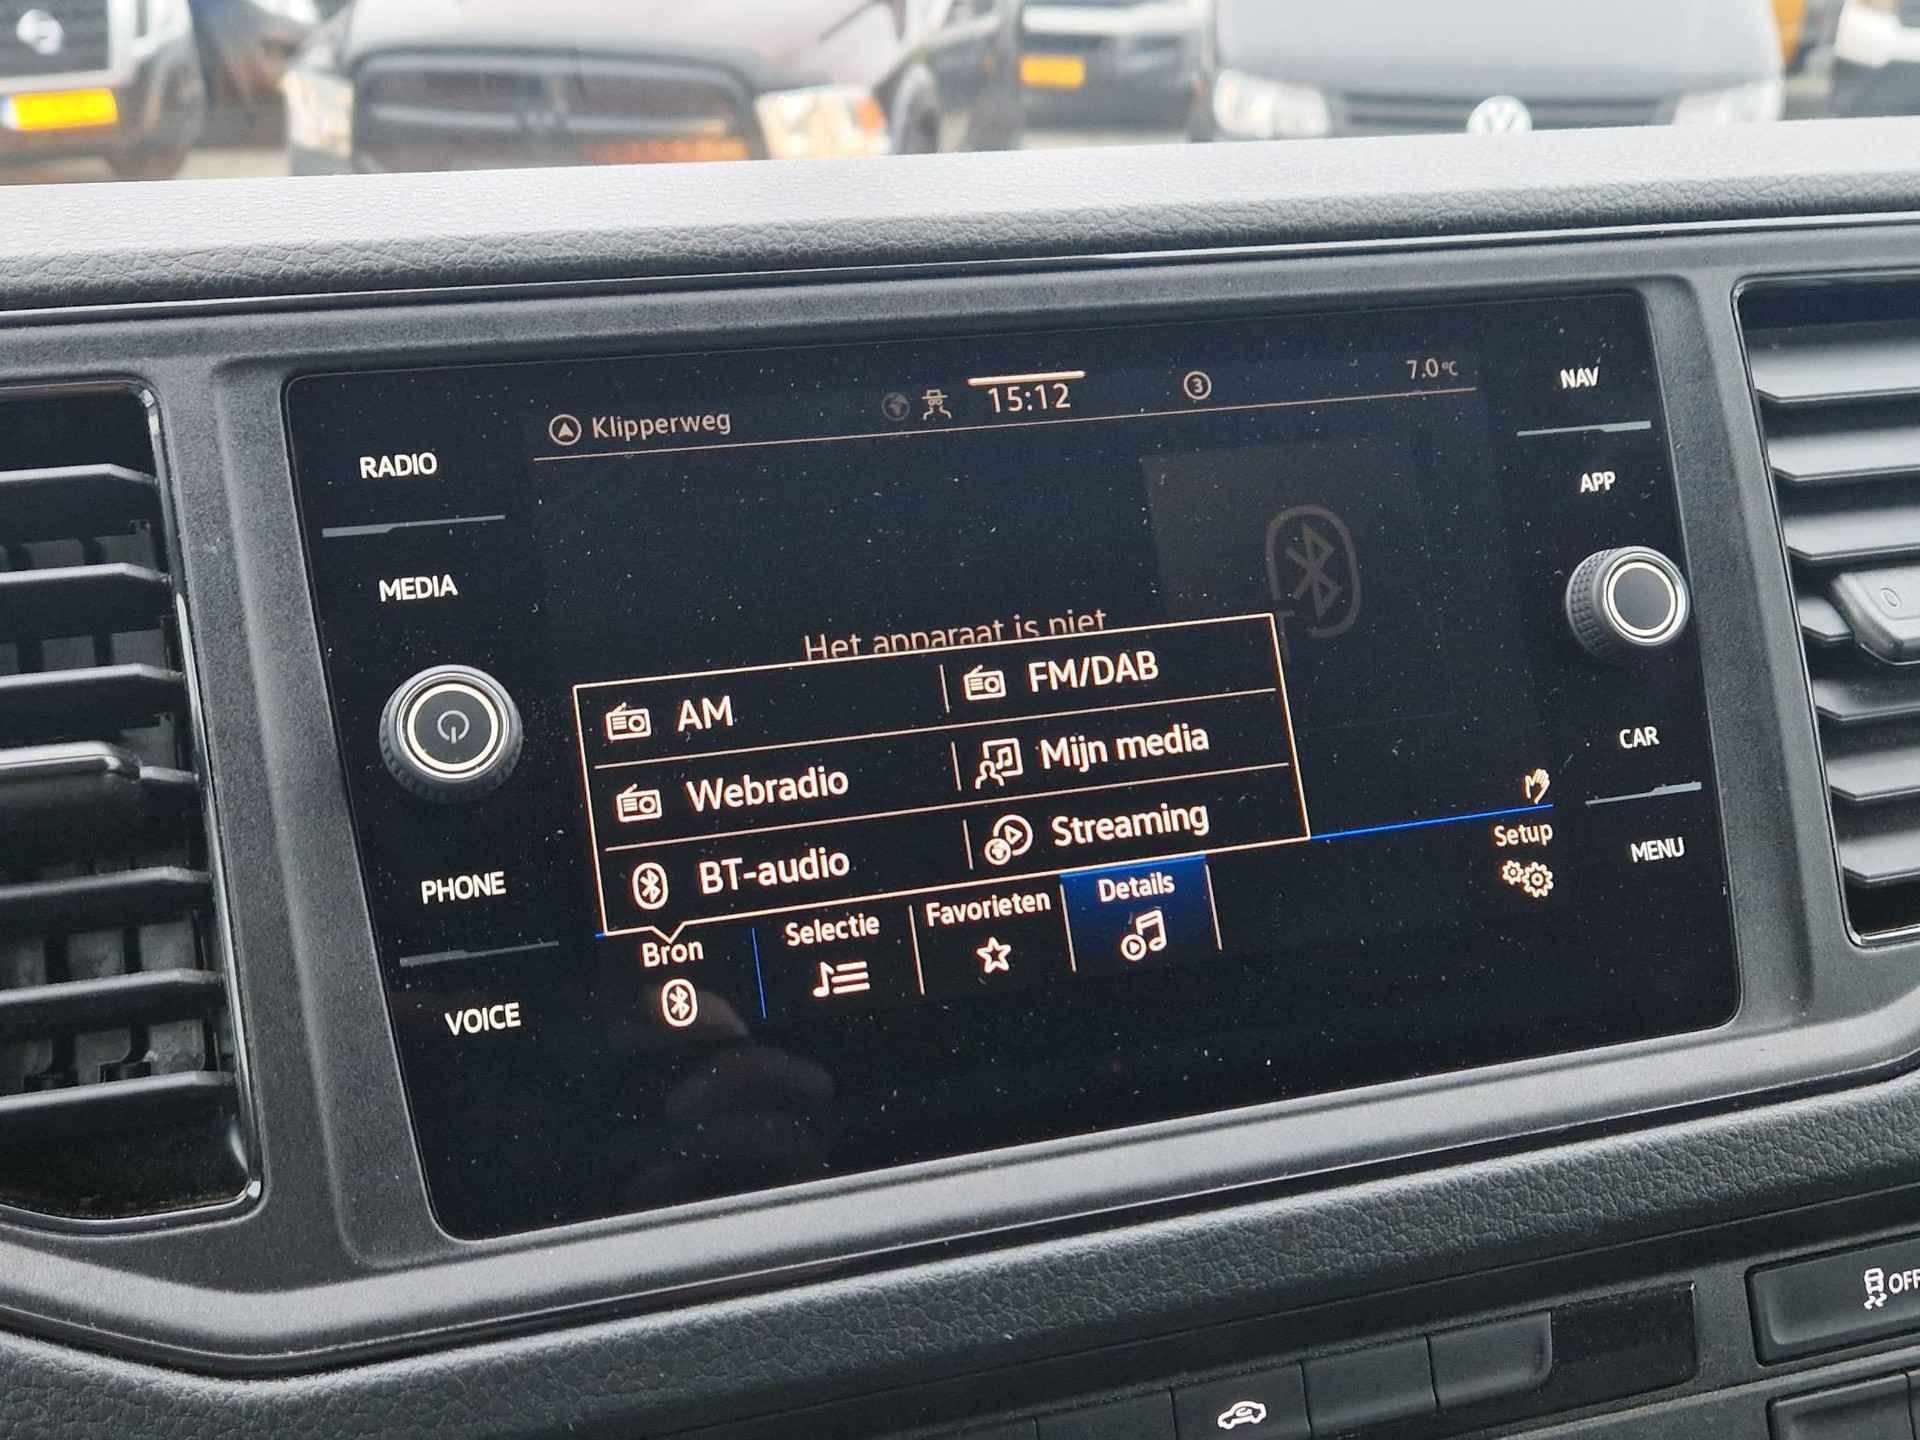 Klipperweg
15:12
3
7.0°C
RADIO
MEDIA
PHONE
VOICE
NAV
APP
CAR
MENU
Het apparaat is niet
AM
FM/DAB
Webradio
Mijn media
BT-audio
Streaming
Bron
Selectie
Favorieten
Details
Setup
OFF